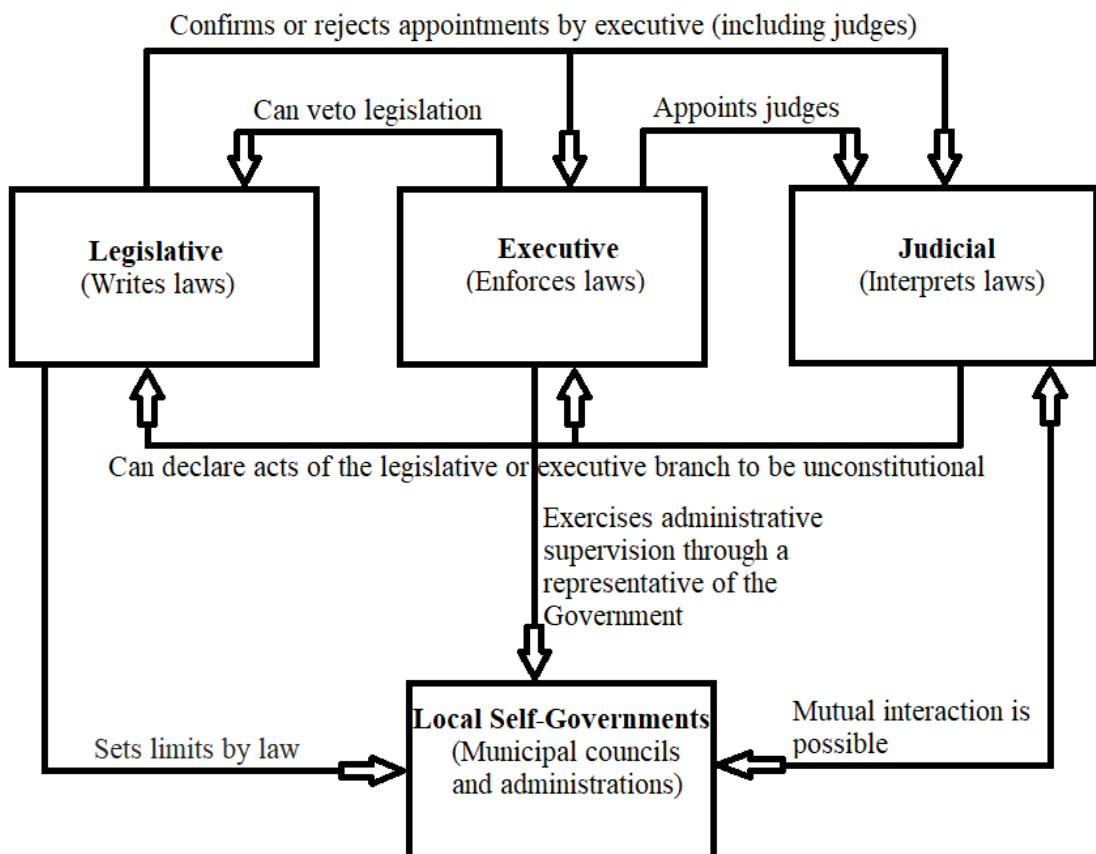 Confirms or rejects appointments by executive (including judges)
Can veto legislation
Appoints judges
Legislative
(Writes laws)
Executive
(Enforces laws)
Judicial
(Interprets laws)
Can declare acts of the legislative or executive branch to be unconstitutional
Exercises administrative
supervision through a
representative of the
Government
Local Self-Governments
(Municipal councils
and administrations)
Sets limits by law
Mutual interaction is
possible